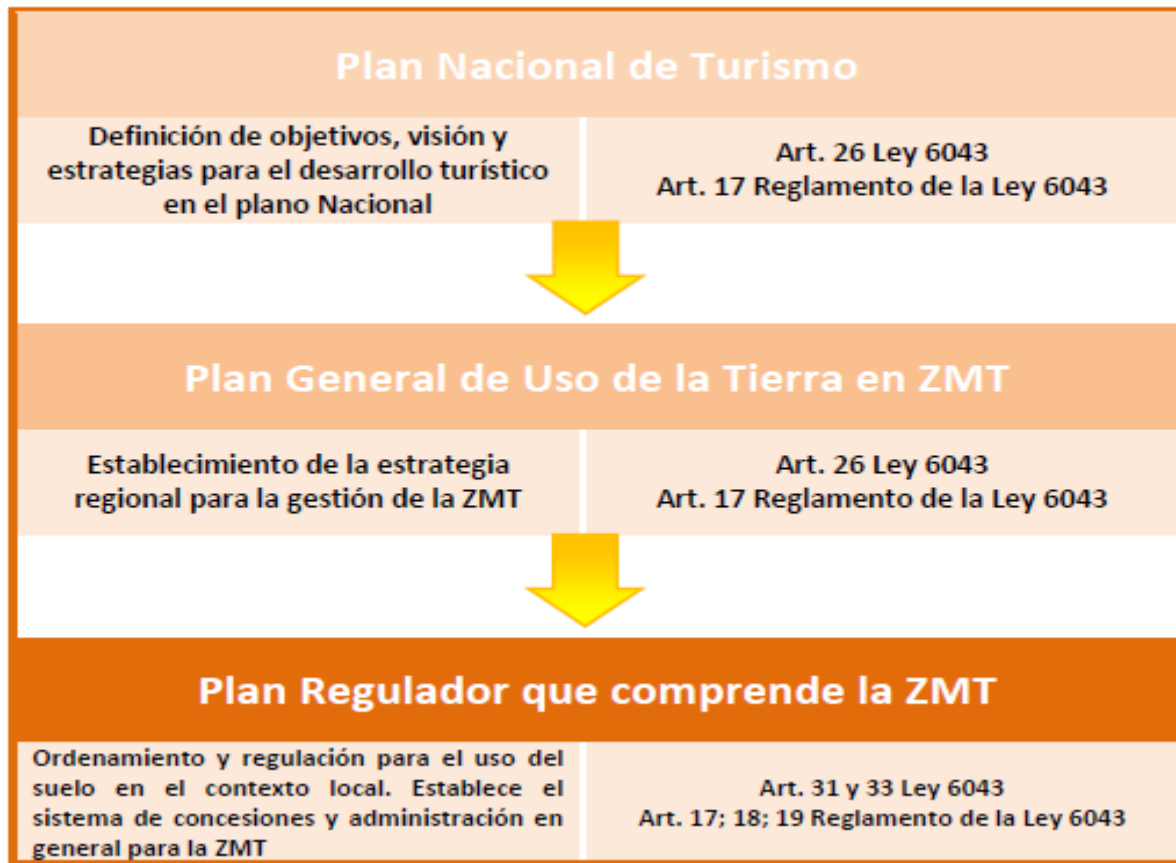 Plan Nacional de Turismo
Definición de objetivos, visión y
estrategias para el desarrollo turístico
en el plano Nacional
Art. 26 Ley 6043
Art. 17 Reglamento de la Ley 6043
Plan General de Uso de la Tierra en ZMT
Establecimiento de la estrategia
regional para la gestión de la ZMT
Art. 26 Ley 6043
Art. 17 Reglamento de la Ley 6043
Plan Regulador que comprende la ZMT
Ordenamiento y regulación para el uso del
suelo en el contexto local. Establece el
sistema de concesiones y administración en
general para la ZMT
Art. 31 y 33 Ley 6043
Art. 17; 18; 19 Reglamento de la Ley 6043